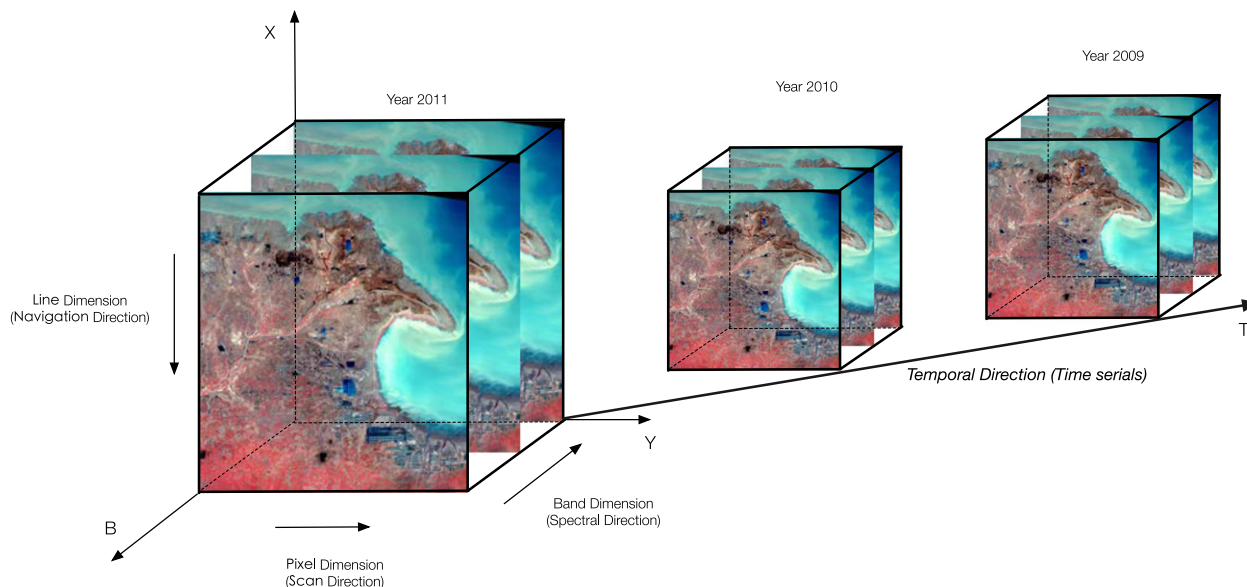 X
Year 2011
Year 2010
Year 2009
Line Dimension
(Navigation Direction)
T
Temporal Direction (Time serials)
Y
B
Band Dimension
(Spectral Direction)
Pixel Dimension
(Scan Direction)